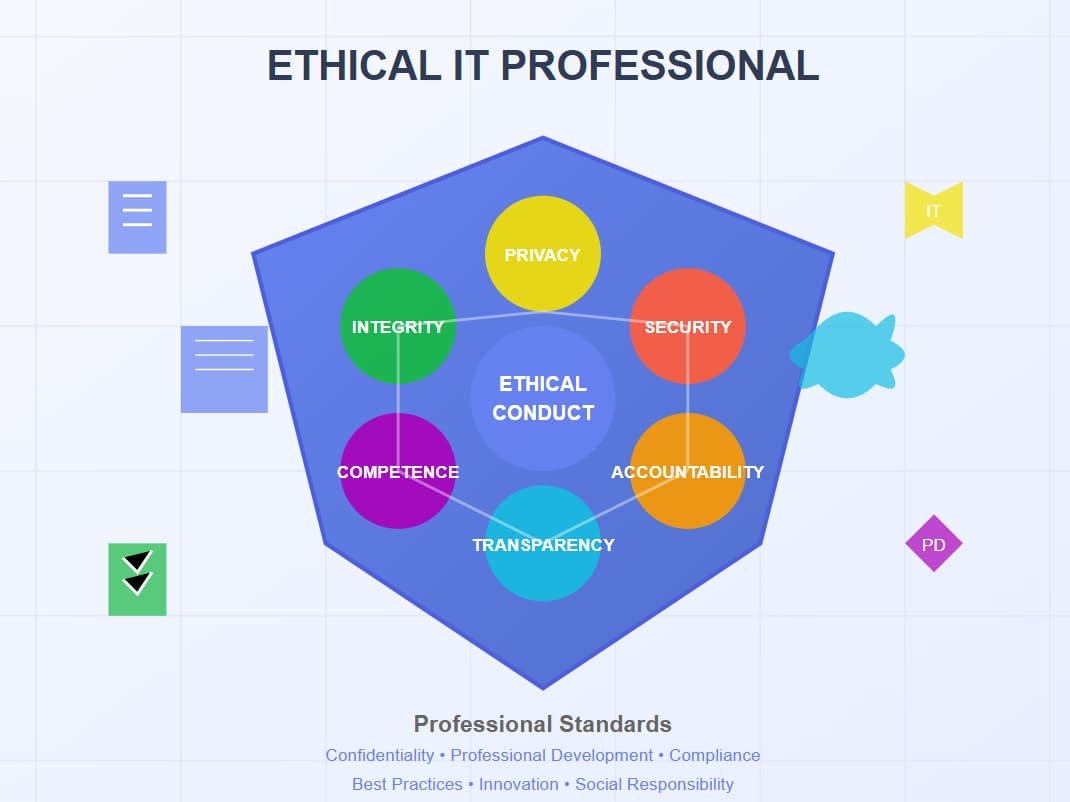 ETHICAL IT PROFESSIONAL
IT
PRIVACY
INTEGRITY
SECURITY
ETHICAL
CONDUCT
COMPETENCE
ACCOUNTABILITY
TRANSPARENCY
PD
Professional Standards
Confidentiality • Professional Development • Compliance
Best Practices • Innovation • Social Responsibility